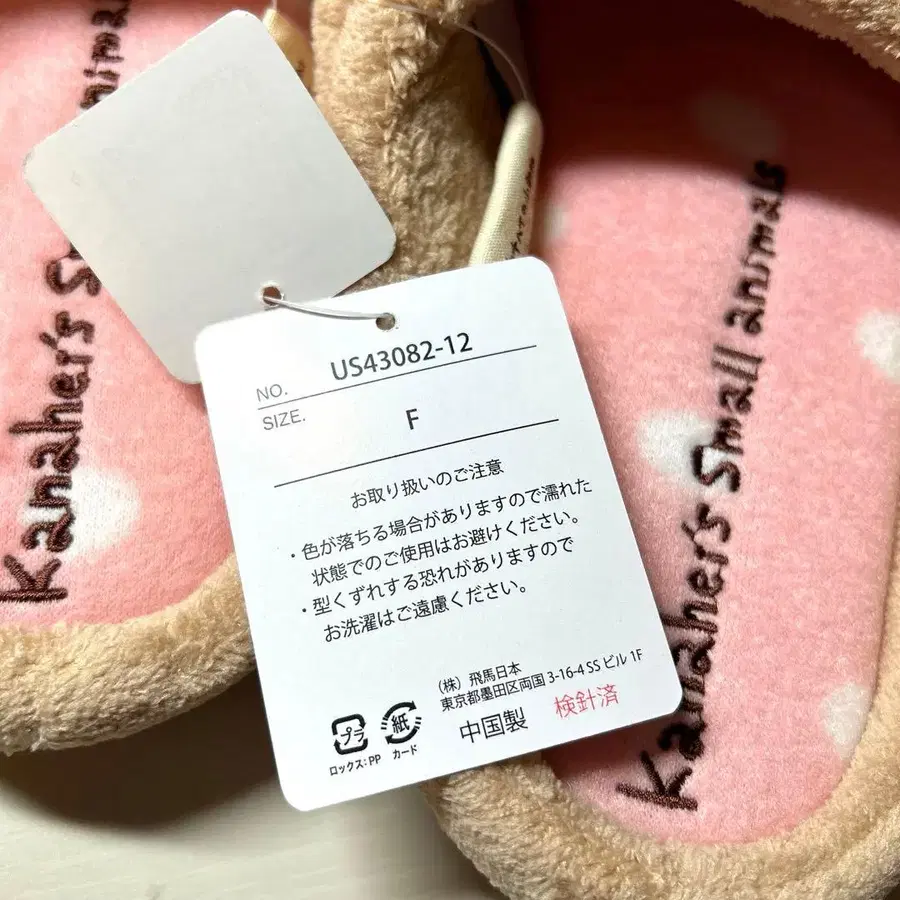 Kanaher's Small animals
NO. US43082-12
SIZE. F
お取り扱いのご注意
・色が落ちる場合がありますので濡れた
状態でのご使用はお避けください。
・型くずれする恐れがありますので
お洗濯はご遠慮ください。
(株) 飛馬日本
東京都墨田区両国 3-16-4 SS ビル 1F
中国製 検針済
プラ 紙
ロックス:PP カード
Kanaher's Small animals